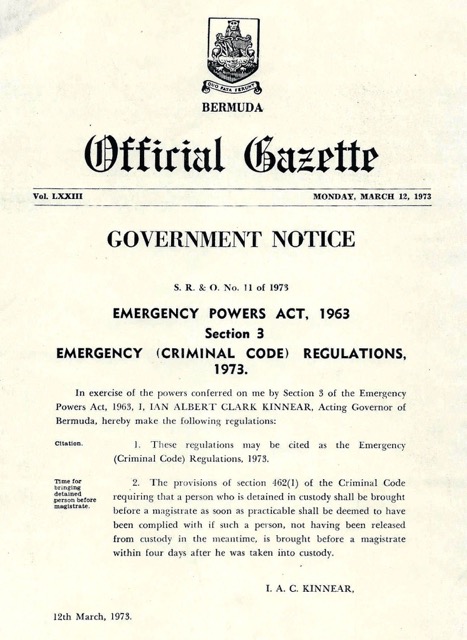 QUO FATA FERUNT
BERMUDA
Official Gazette
Vol. LXXIII MONDAY, MARCH 12, 1973
GOVERNMENT NOTICE
S. R. & O. No. 11 of 1973
EMERGENCY POWERS ACT, 1963
Section 3
EMERGENCY (CRIMINAL CODE) REGULATIONS,
1973.
In exercise of the powers conferred on me by Section 3 of the Emergency
Powers Act, 1963, I, IAN ALBERT CLARK KINNEAR, Acting Governor of
Bermuda, hereby make the following regulations:
Citation.
1. These regulations may be cited as the Emergency
(Criminal Code) Regulations, 1973.
Time for
bringing
detained
person before
magistrate.
2. The provisions of section 462(1) of the Criminal Code
requiring that a person who is detained in custody shall be brought
before a magistrate as soon as practicable shall be deemed to have
been complied with if such a person, not having been released
from custody in the meantime, is brought before a magistrate
within four days after he was taken into custody.
I. A. C. KINNEAR,
12th March, 1973.